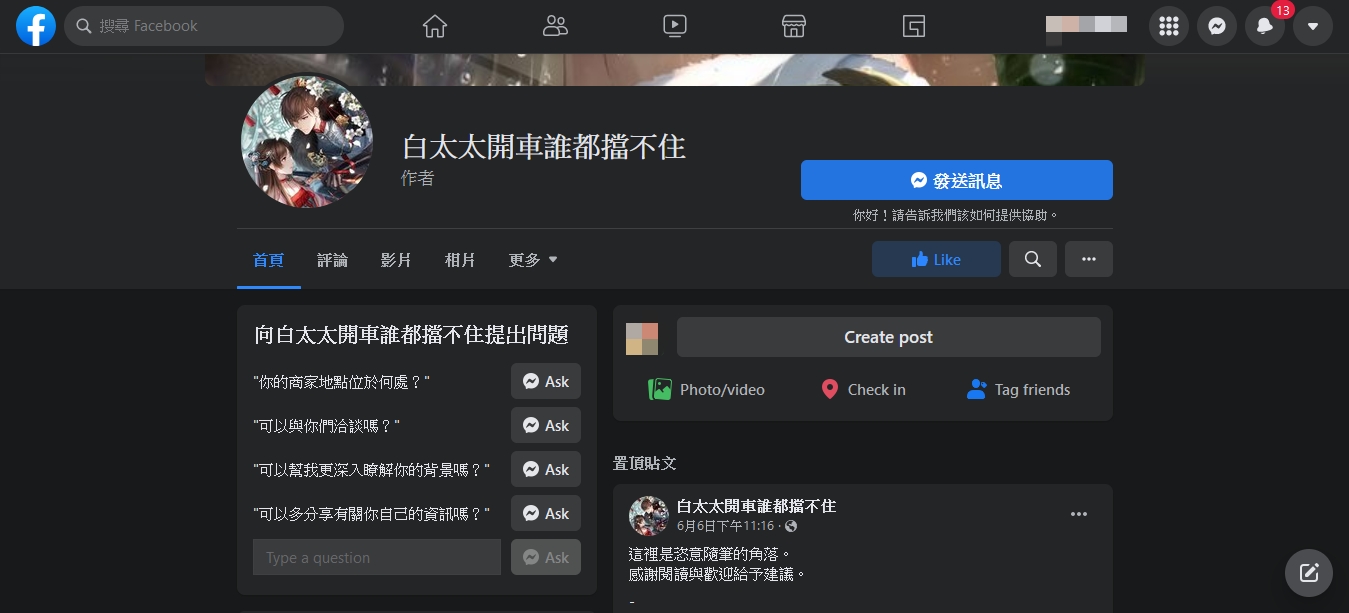 搜尋 Facebook
13
白太太開車誰都擋不住
作者
發送訊息
你好！請告訴我們該如何提供協助。
首頁 評論 影片 相片 更多
Like
向白太太開車誰都擋不住提出問題
"你的商家地點位於何處？" Ask
"可以與你們洽談嗎？" Ask
"可以幫我更深入瞭解你的背景嗎？" Ask
"可以多分享有關你自己的資訊嗎？" Ask
Type a question Ask
Create post
Photo/video Check in Tag friends
置頂貼文
白太太開車誰都擋不住
6月6日下午11:16 ·
這裡是恣意隨筆的角落。
感謝閱讀與歡迎給予建議。
-